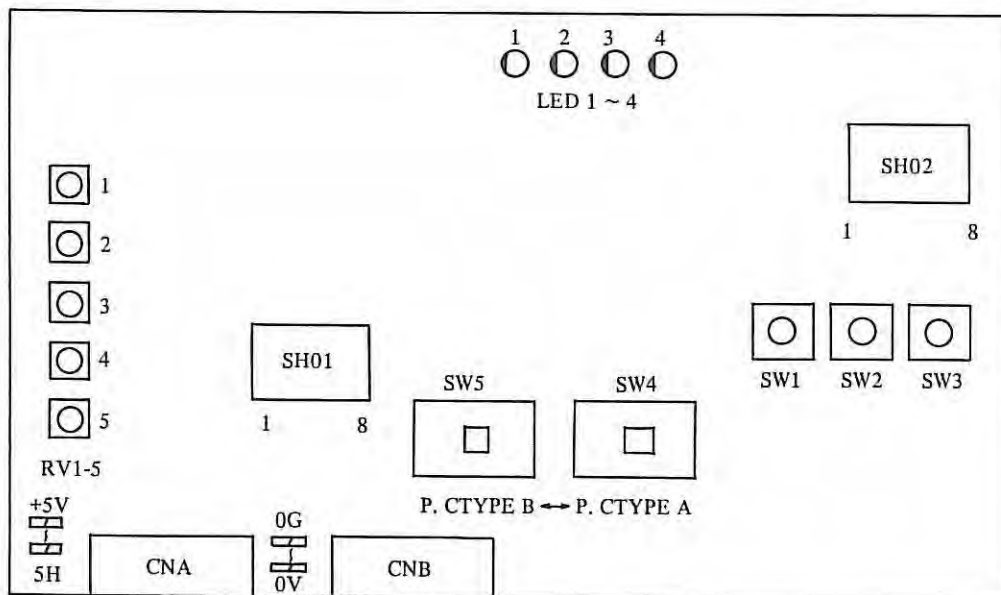 1 2 3 4
LED 1 ~ 4
SH02
1 8
1
2
3
4
5
RV1-5
SH01
1 8
SW1 SW2 SW3
SW5 SW4
P. CTYPE B ↔ P. CTYPE A
+5V
5H
CNA
0G
0V
CNB